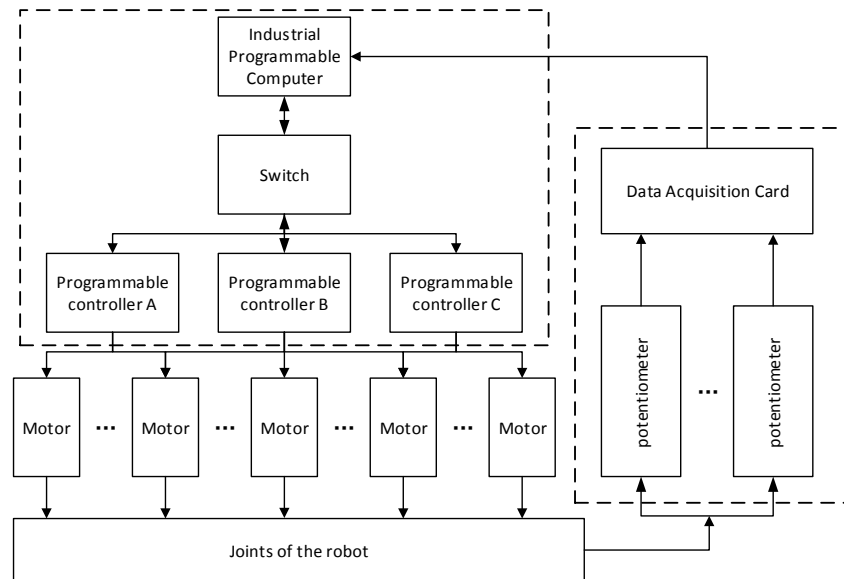 Industrial
Programmable
Computer
Switch
Data Acquisition Card
Programmable
controller A
Programmable
controller B
Programmable
controller C
potentiometer
...
potentiometer
Motor
...
Motor
...
Motor
...
Motor
...
Motor
Joints of the robot